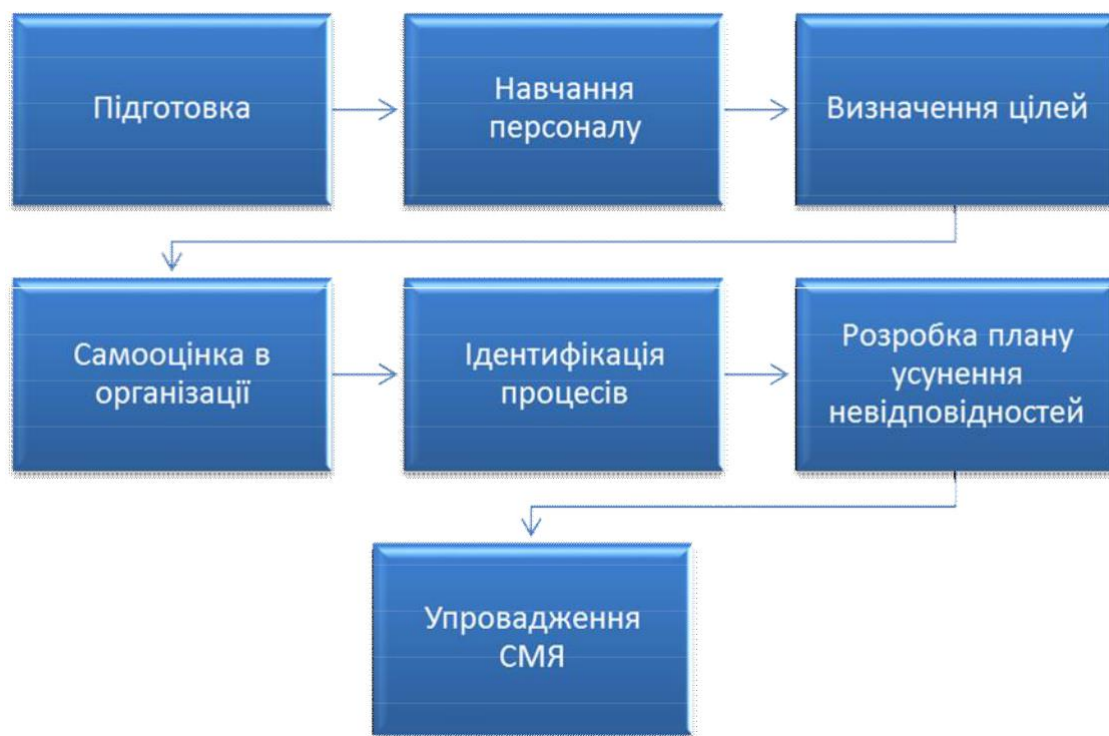 Підготовка
Навчання
персоналу
Визначення цілей
Самооцінка в
організації
Ідентифікація
процесів
Розробка плану
усунення
невідповідностей
Упровадження
СМЯ